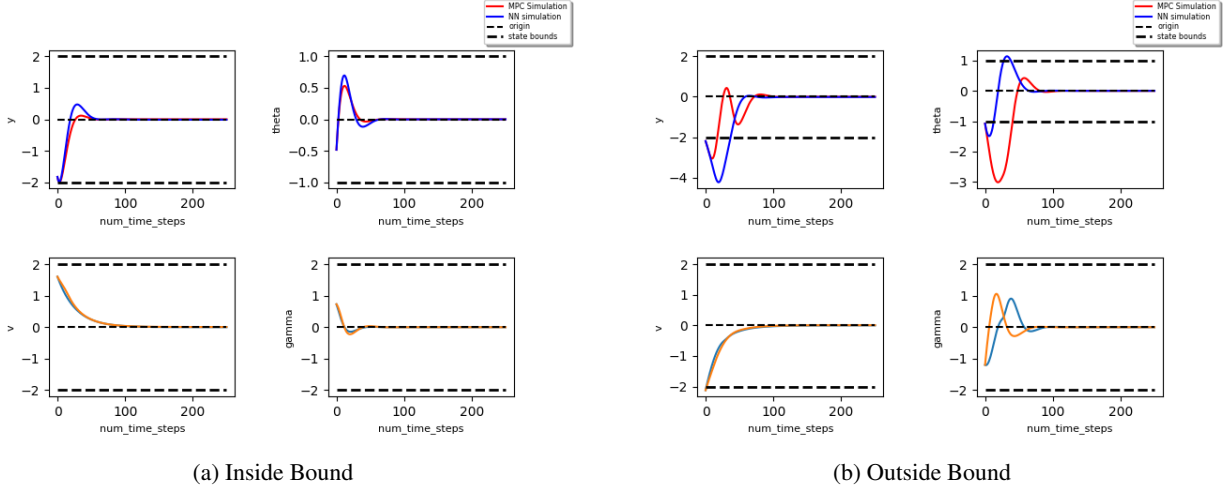 MPC Simulation
NN simulation
origin
state bounds
2
1
0
−1
−2
y
0
100
200
num_time_steps
1.0
0.5
0.0
−0.5
−1.0
theta
0
100
200
num_time_steps
2
1
0
−1
−2
v
0
100
200
num_time_steps
2
1
0
−1
−2
gamma
0
100
200
num_time_steps
(a) Inside Bound
MPC Simulation
NN simulation
origin
state bounds
2
0
−2
−4
y
0
100
200
num_time_steps
1
0
−1
−2
−3
theta
0
100
200
num_time_steps
2
1
0
−1
−2
v
0
100
200
num_time_steps
2
1
0
−1
−2
gamma
0
100
200
num_time_steps
(b) Outside Bound